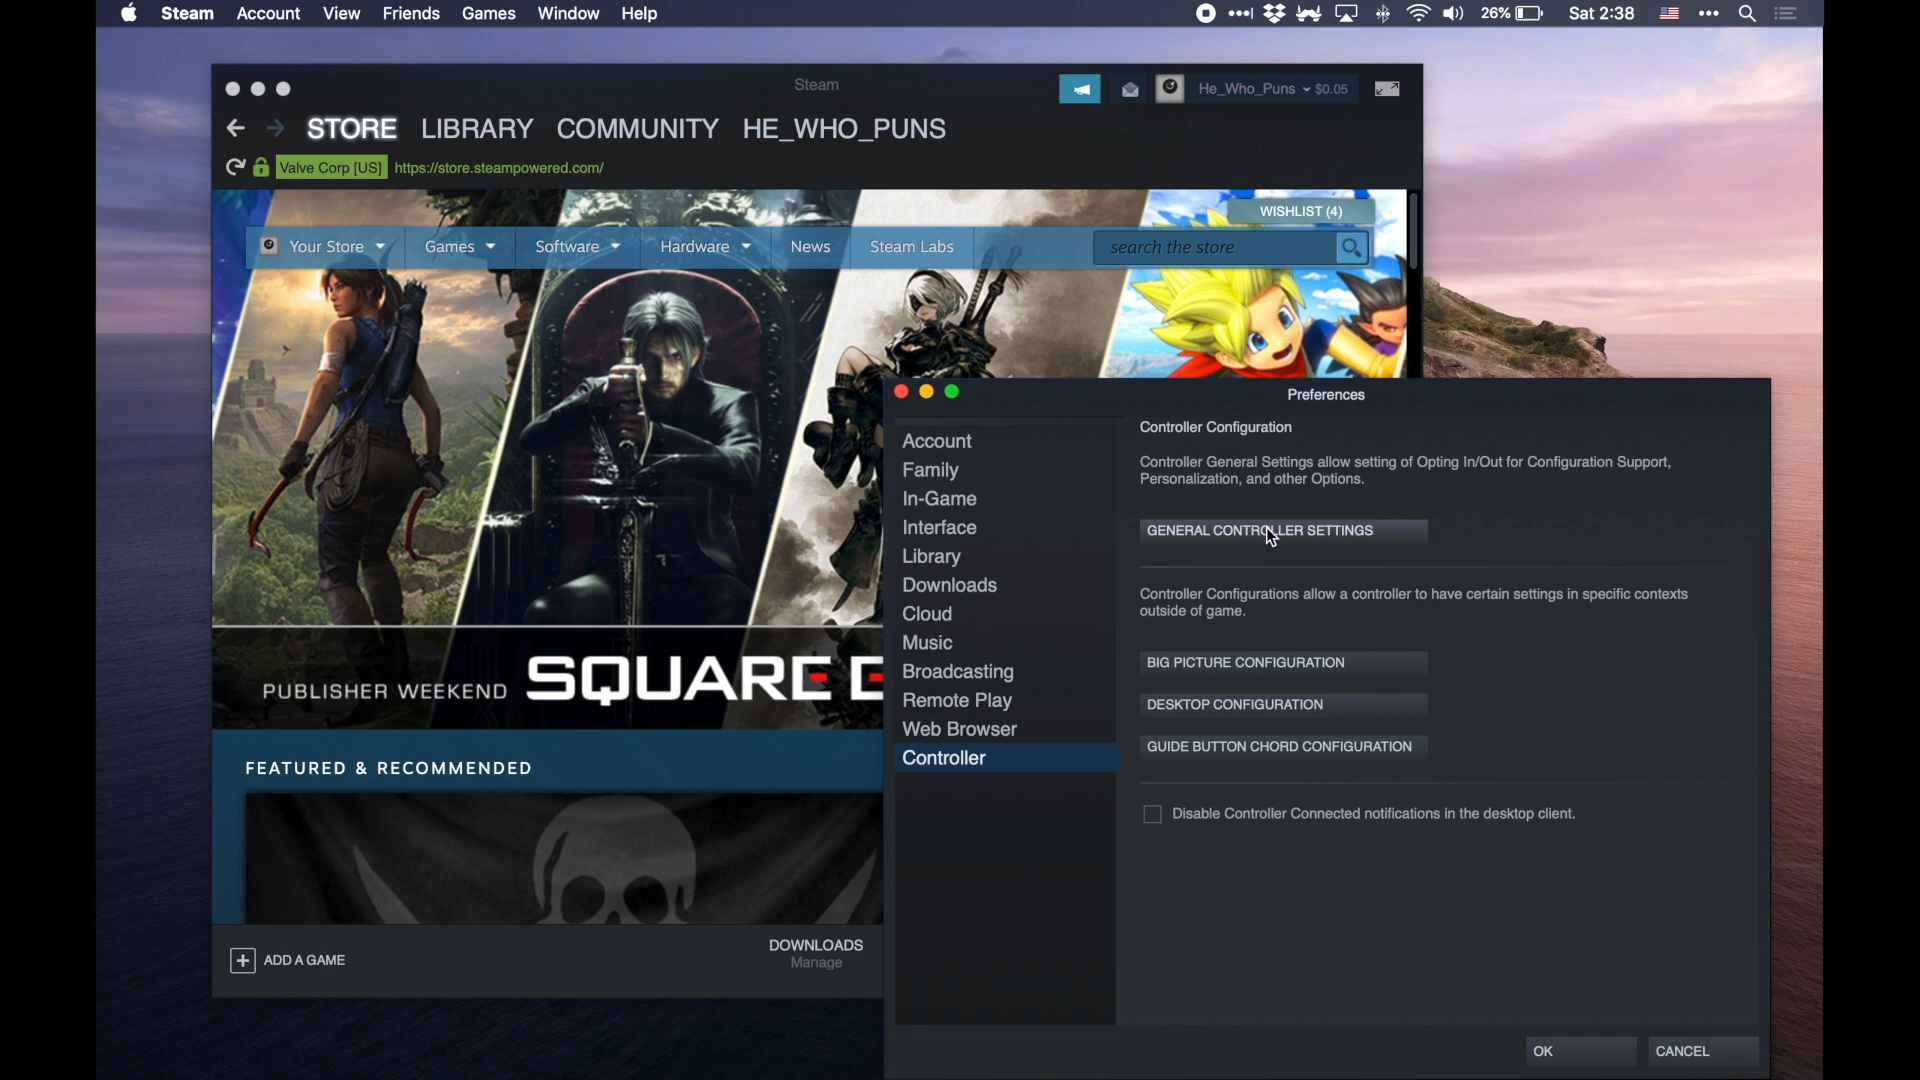 Steam Account View Friends Games Window Help
26% Sat 2:38
Steam
He_Who_Puns $0.05
STORE LIBRARY COMMUNITY HE_WHO_PUNS
Valve Corp [US] https://store.steampowered.com/
WISHLIST (4)
Your Store Games Software Hardware News Steam Labs search the store
PUBLISHER WEEKEND SQUARE E
FEATURED & RECOMMENDED
ADD A GAME
DOWNLOADS
Manage
Preferences
Account
Family
In-Game
Interface
Library
Downloads
Cloud
Music
Broadcasting
Remote Play
Web Browser
Controller
Controller Configuration
Controller General Settings allow setting of Opting In/Out for Configuration Support,
Personalization, and other Options.
GENERAL CONTROLLER SETTINGS
Controller Configurations allow a controller to have certain settings in specific contexts
outside of game.
BIG PICTURE CONFIGURATION
DESKTOP CONFIGURATION
GUIDE BUTTON CHORD CONFIGURATION
Disable Controller Connected notifications in the desktop client.
OK CANCEL